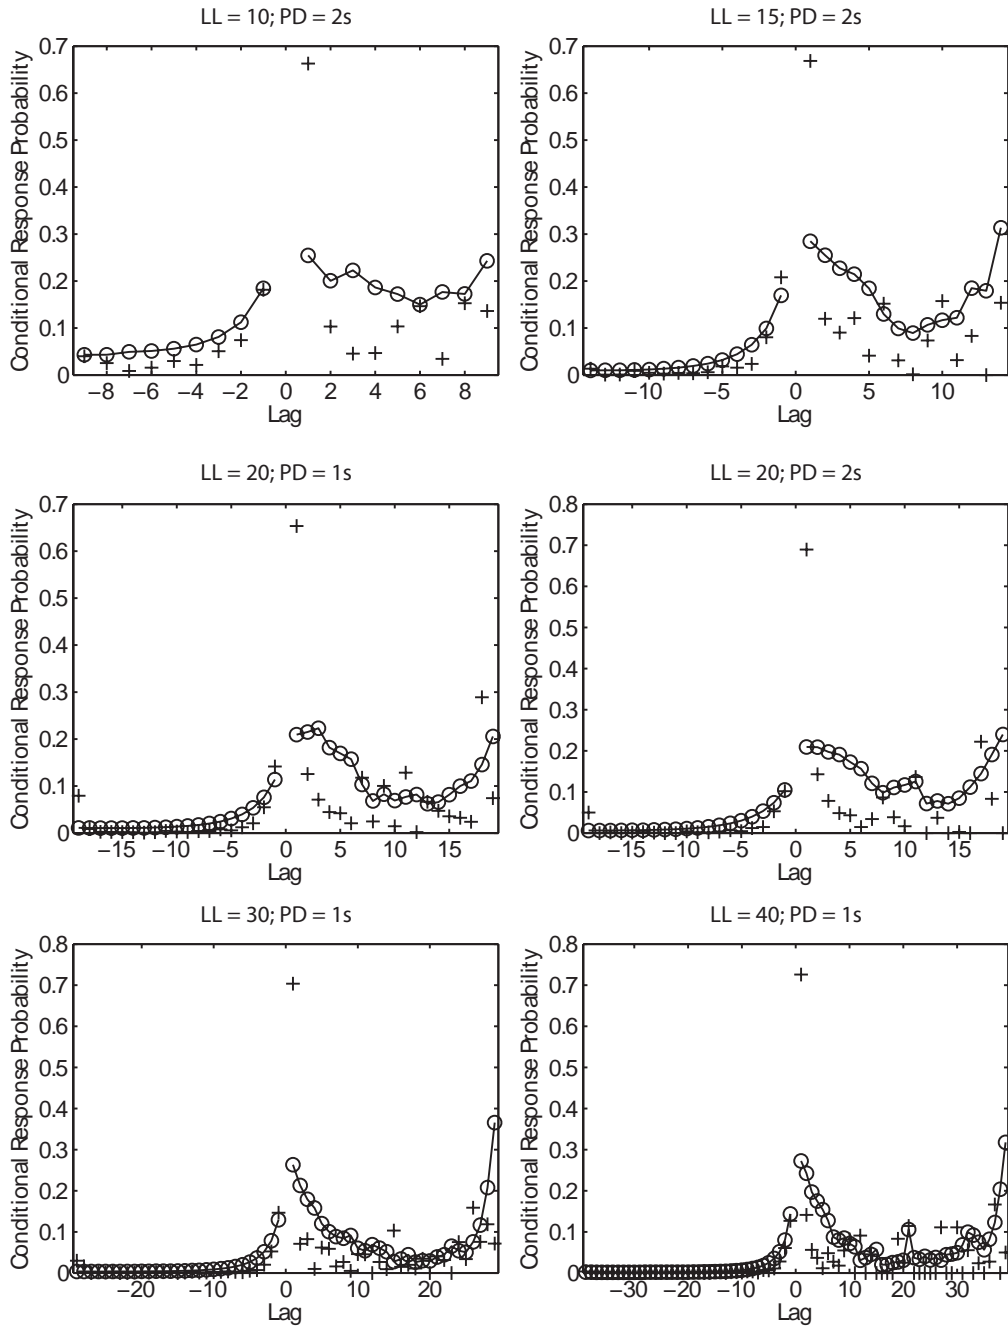 LL = 10; PD = 2s
Conditional Response Probability
0.7
0.6
0.5
0.4
0.3
0.2
0.1
0
−8 −6 −4 −2 0 2 4 6 8
Lag
LL = 15; PD = 2s
Conditional Response Probability
0.7
0.6
0.5
0.4
0.3
0.2
0.1
0
−10 −5 0 5 10
Lag
LL = 20; PD = 1s
Conditional Response Probability
0.7
0.6
0.5
0.4
0.3
0.2
0.1
0
−15 −10 −5 0 5 10 15
Lag
LL = 20; PD = 2s
Conditional Response Probability
0.8
0.7
0.6
0.5
0.4
0.3
0.2
0.1
0
−15 −10 −5 0 5 10 15
Lag
LL = 30; PD = 1s
Conditional Response Probability
0.8
0.7
0.6
0.5
0.4
0.3
0.2
0.1
0
−20 −10 0 10 20
Lag
LL = 40; PD = 1s
Conditional Response Probability
0.8
0.7
0.6
0.5
0.4
0.3
0.2
0.1
0
−30 −20 −10 0 10 20 30
Lag